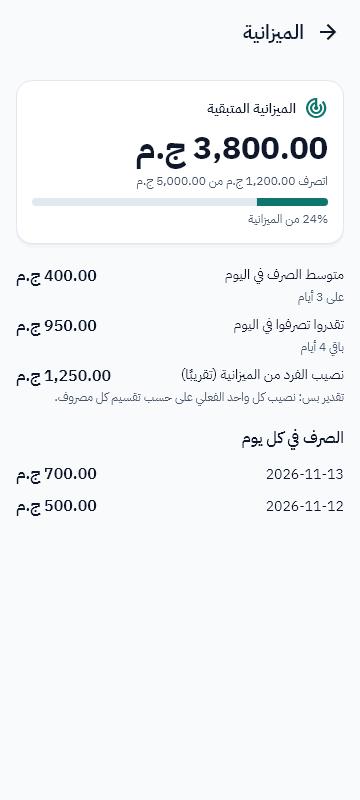 الميزانية
الميزانية المتبقية
3,800.00 ج.م
اتصرف 1,200.00 ج.م من 5,000.00 ج.م
24% من الميزانية
متوسط الصرف في اليوم
400.00 ج.م
على 3 أيام
تقدروا تصرفوا في اليوم
950.00 ج.م
باقي 4 أيام
نصيب الفرد من الميزانية (تقريبًا)
1,250.00 ج.م
تقدير بس: نصيب كل واحد الفعلي على حسب تقسيم كل مصروف.
الصرف في كل يوم
2026-11-13
700.00 ج.م
2026-11-12
500.00 ج.م